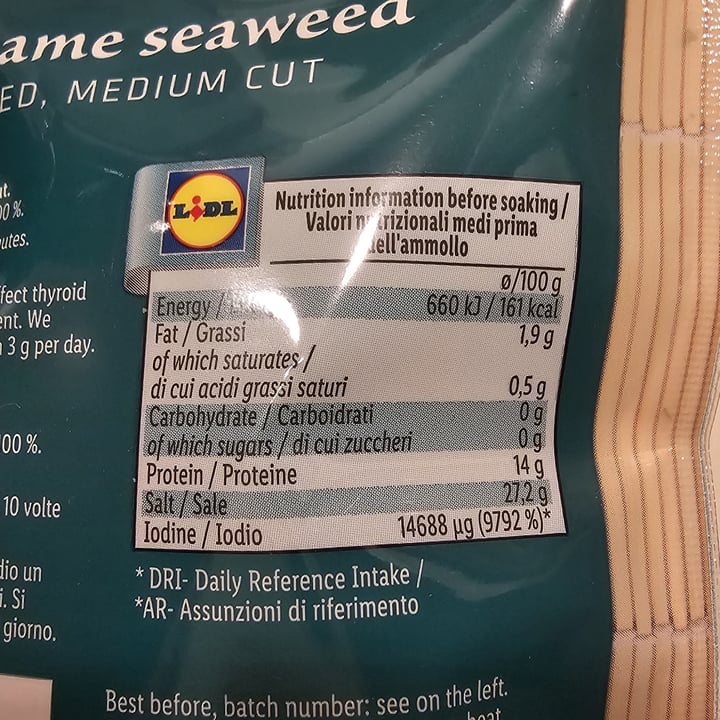 ame seaweed
ED, MEDIUM CUT
ut.
00 %.
utes.
fect thyroid
ent. We
3 g per day.
00 %.
10 volte
dio un
i. Si
giorno.
LIDL
Nutrition information before soaking /
Valori nutrizionali medi prima
dell'ammollo
ø/100 g
Energy / 660 kJ / 161 kcal
Fat / Grassi 1,9 g
of which saturates /
di cui acidi grassi saturi 0,5 g
Carbohydrate / Carboidrati 0 g
of which sugars / di cui zuccheri 0 g
Protein / Proteine 14 g
Salt / Sale 27,2 g
Iodine / Iodio 14688 µg (9792 %)*
* DRI- Daily Reference Intake /
*AR- Assunzioni di riferimento
Best before, batch number: see on the left.
heat